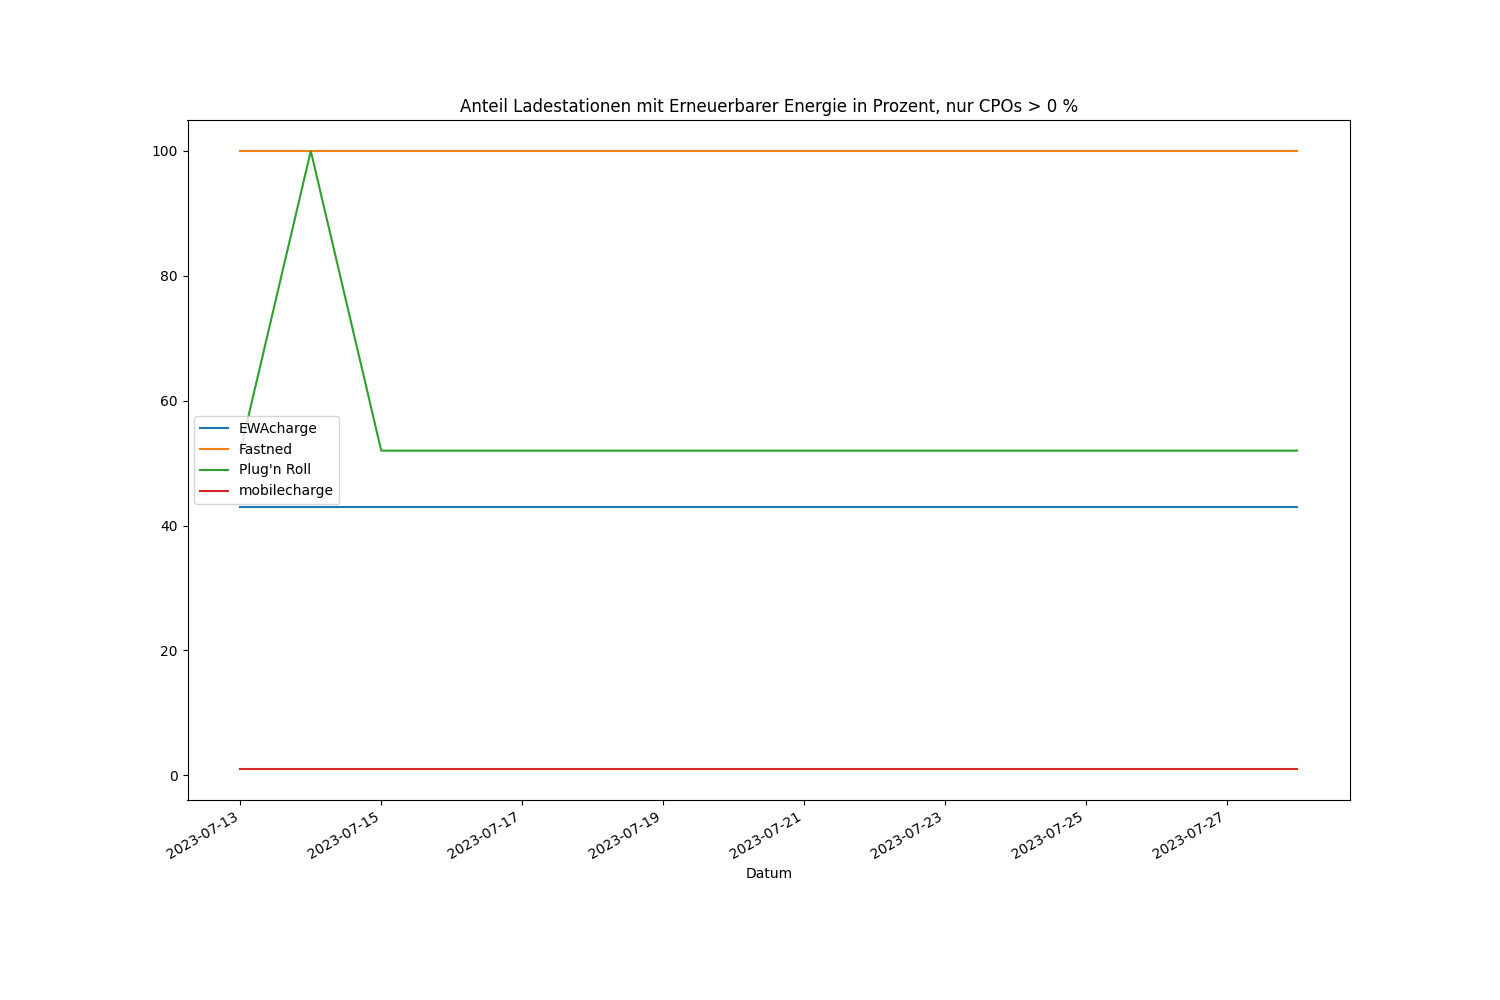 Anteil Ladestationen mit Erneuerbarer Energie in Prozent, nur CPOs > 0 %
100
80
60
40
20
0
EWAcharge
Fastned
Plug'n Roll
mobilecharge
2023-07-13
2023-07-15
2023-07-17
2023-07-19
2023-07-21
2023-07-23
2023-07-25
2023-07-27
Datum